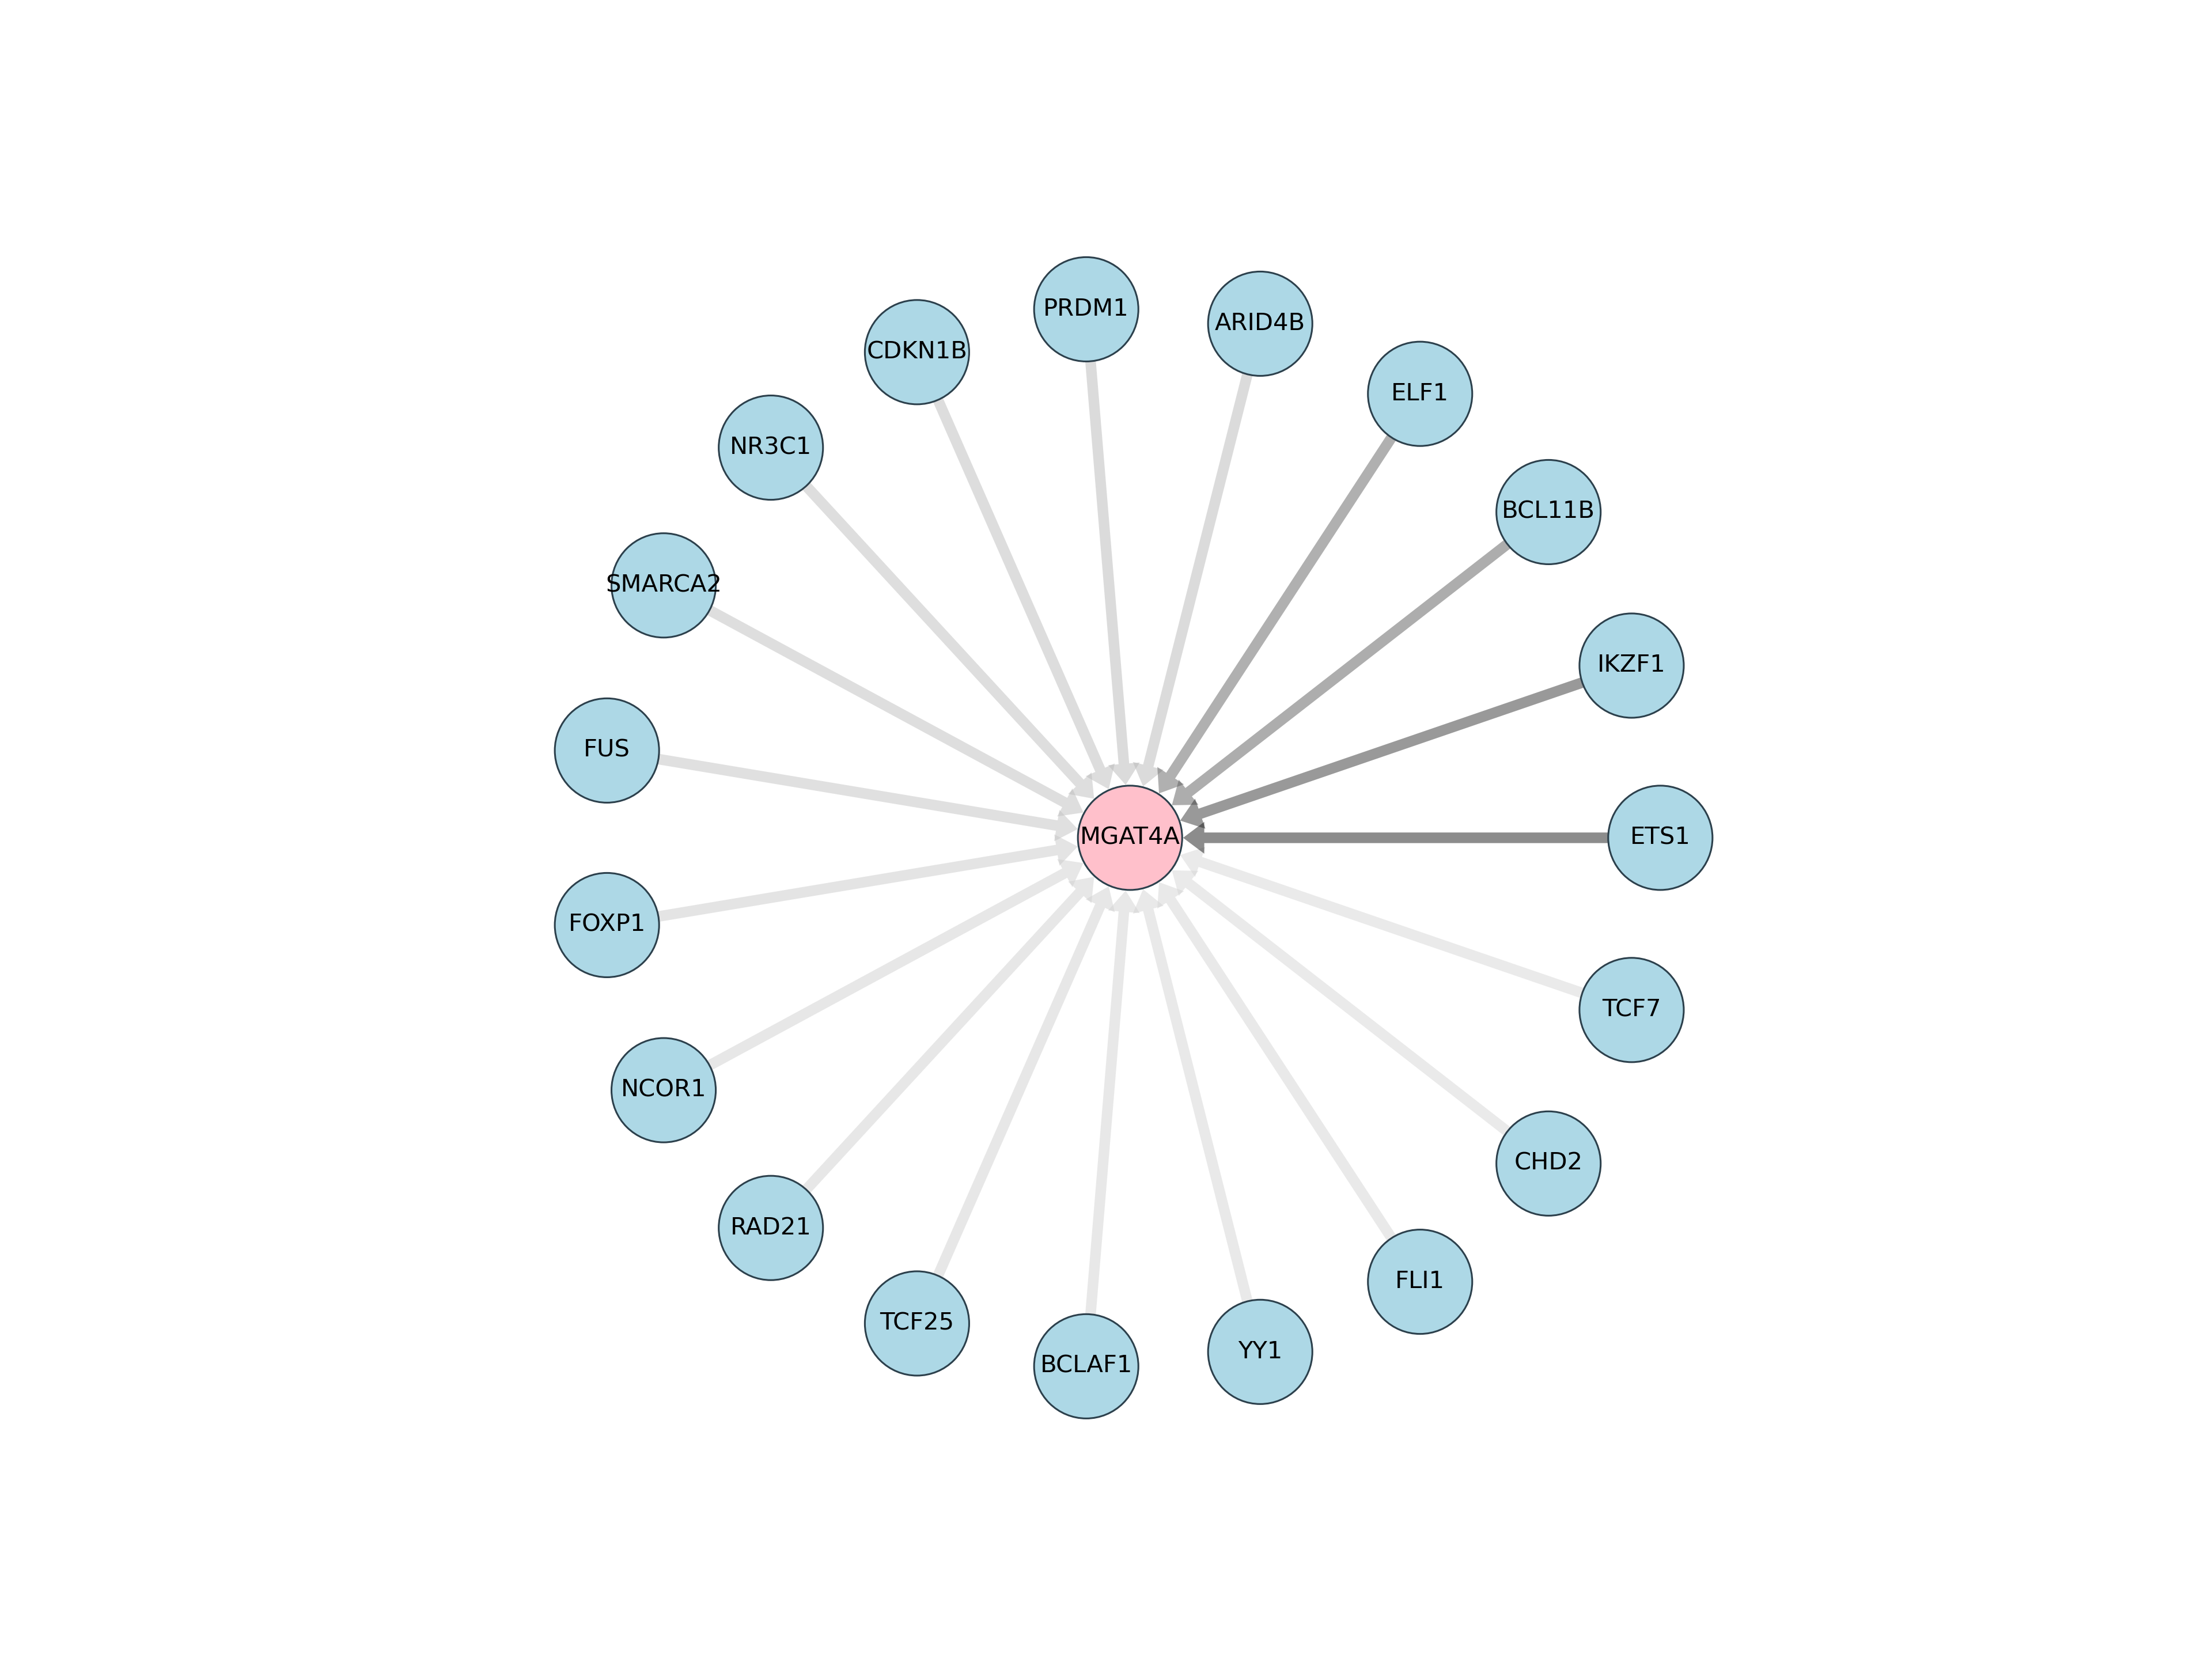 PRDM1
ARID4B
CDKN1B
ELF1
NR3C1
BCL11B
SMARCA2
IKZF1
FUS
MGAT4A
ETS1
FOXP1
TCF7
NCOR1
CHD2
RAD21
FLI1
TCF25
YY1
BCLAF1